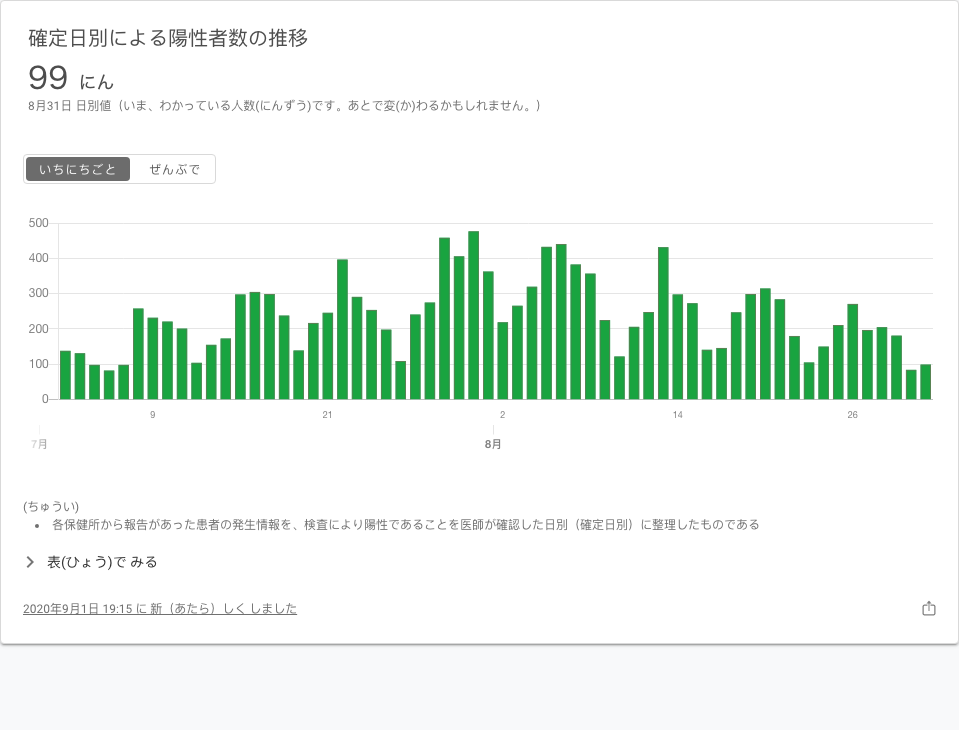 確定日別による陽性者数の推移
99 にん
8月31日 日別値（いま、わかっている人数(にんずう)です。あとで変(か)わるかもしれません。）
いちにちごと ぜんぶで
500
400
300
200
100
0
9 21 2 14 26
7月 8月
(ちゅうい)
• 各保健所から報告があった患者の発生情報を、検査により陽性であることを医師が確認した日別（確定日別）に整理したものである
表(ひょう)で みる
2020年9月1日 19:15 に 新（あたら）しく しました